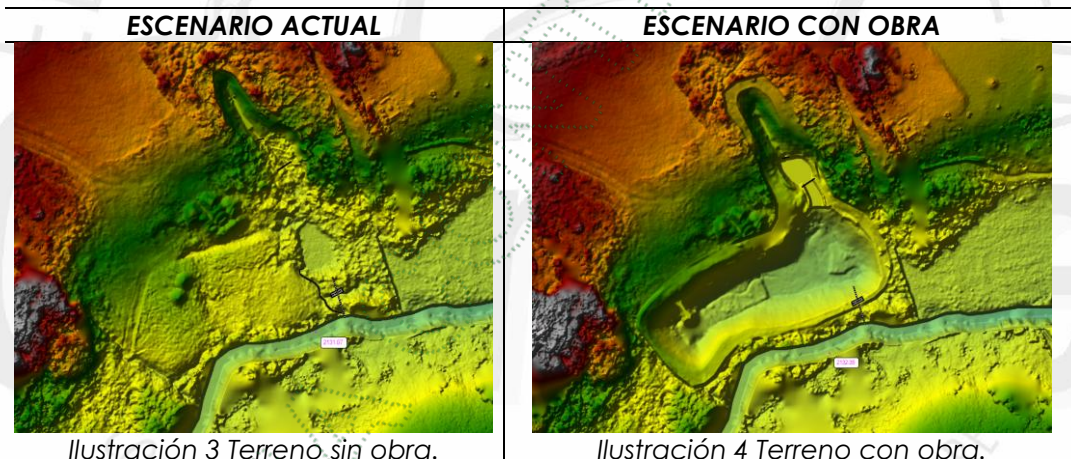 ESCENARIO ACTUAL
ESCENARIO CON OBRA
Ilustración 3 Terreno sin obra.
Ilustración 4 Terreno con obra.